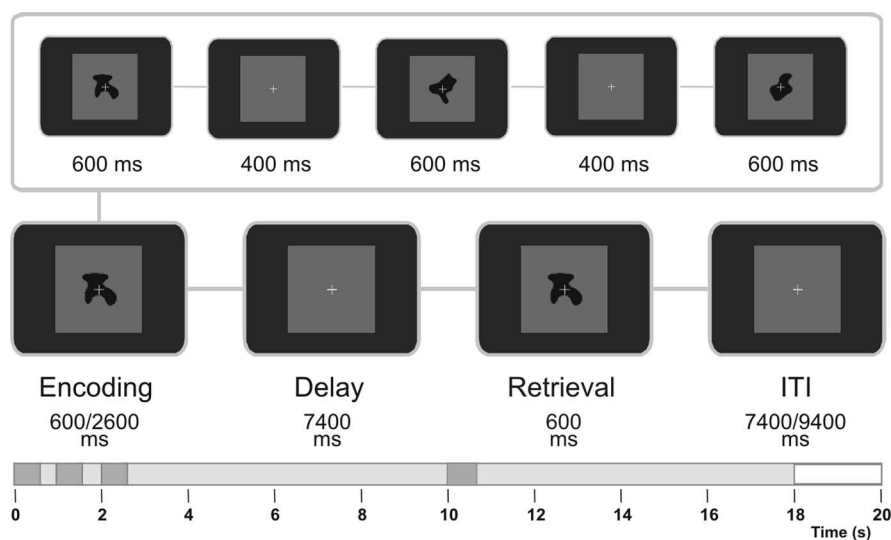 600 ms 400 ms 600 ms 400 ms 600 ms
Encoding Delay Retrieval ITI
600/2600 7400 600 7400/9400
ms ms ms ms
0 2 4 6 8 10 12 14 16 18 20
Time (s)